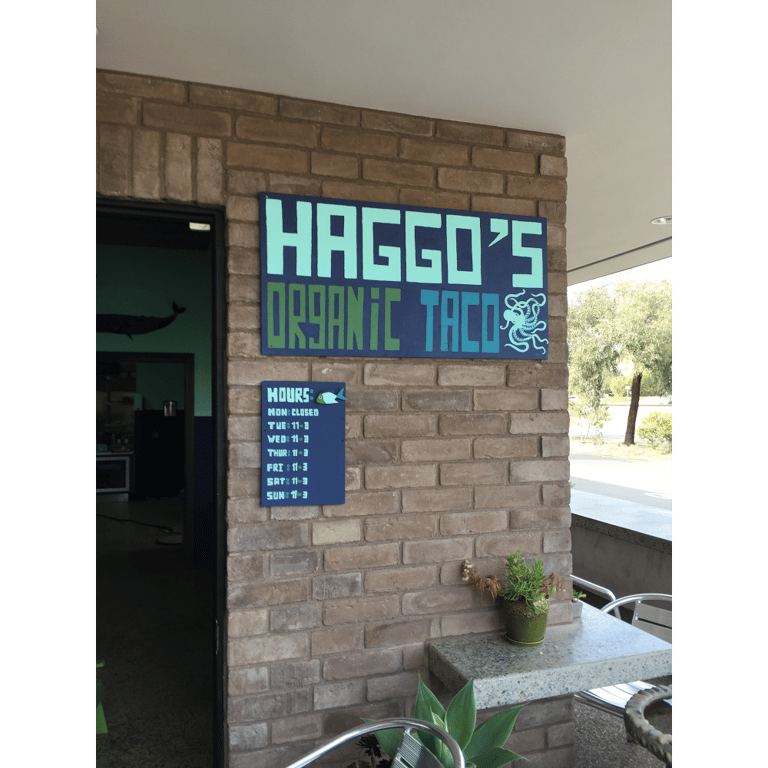 HAGGO'S
ORGANiC TACO
HOURS:
MON: CLOSED
TUE: 11-3
WED: 11-3
THUR: 11-3
FRI: 11-3
SAT: 11-3
SUN: 11-3